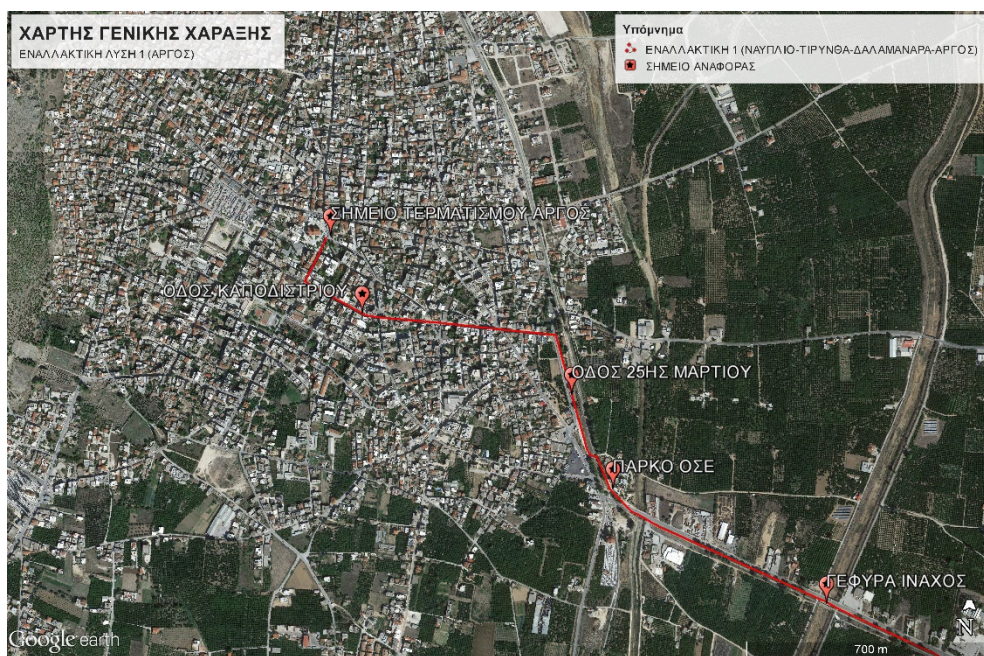 ΧΑΡΤΗΣ ΓΕΝΙΚΗΣ ΧΑΡΑΞΗΣ
ΕΝΑΛΛΑΚΤΙΚΗ ΛΥΣΗ 1 (ΑΡΓΟΣ)
Υπόμνημα
ΕΝΑΛΛΑΚΤΙΚΗ 1 (ΝΑΥΠΛΙΟ-ΤΙΡΥΝΘΑ-ΔΑΛΑΜΑΝΑΡΑ-ΑΡΓΟΣ)
ΣΗΜΕΙΟ ΑΝΑΦΟΡΑΣ
ΣΗΜΕΙΟ ΤΕΡΜΑΤΙΣΜΟΥ ΑΡΓΟΣ
ΟΔΟΣ ΚΑΠΟΔΙΣΤΡΙΟΥ
ΟΔΟΣ 25ΗΣ ΜΑΡΤΙΟΥ
ΠΑΡΚΟ ΟΣΕ
ΓΕΦΥΡΑ ΙΝΑΧΟΣ
N
Google earth
700 m